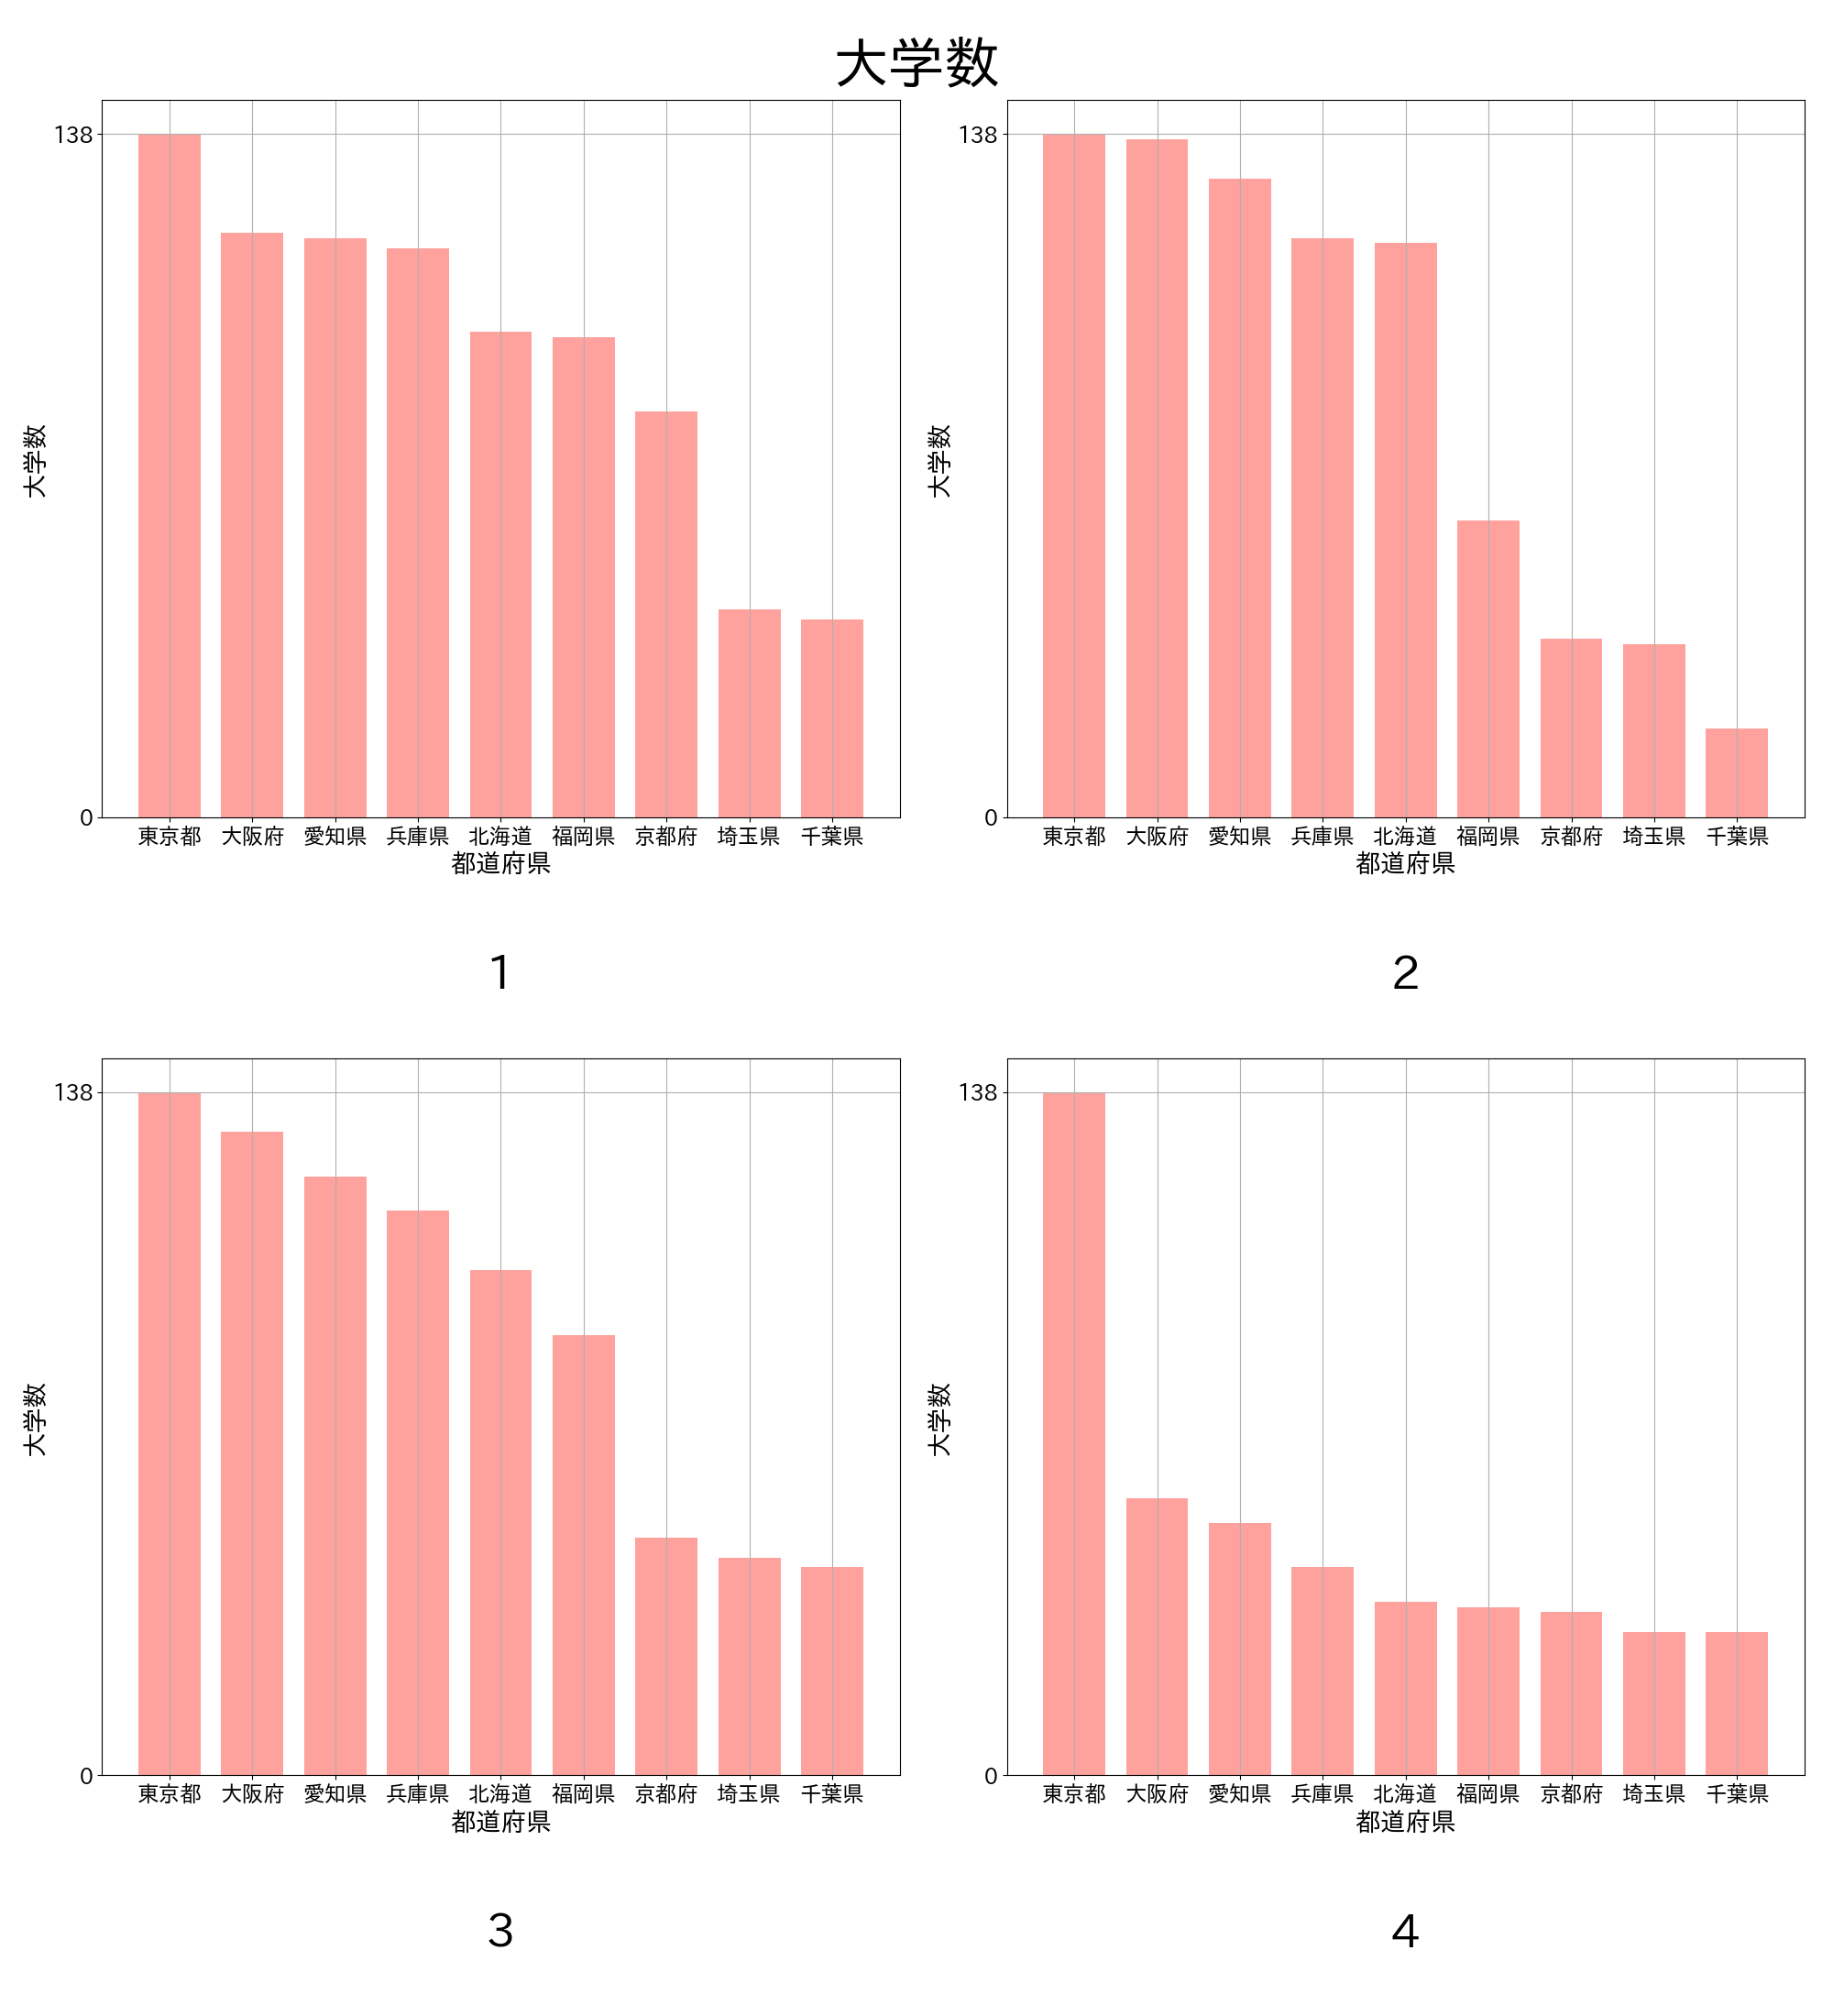 大学数
138
0
大学数
東京都 大阪府 愛知県 兵庫県 北海道 福岡県 京都府 埼玉県 千葉県
都道府県
1
138
0
大学数
東京都 大阪府 愛知県 兵庫県 北海道 福岡県 京都府 埼玉県 千葉県
都道府県
2
138
0
大学数
東京都 大阪府 愛知県 兵庫県 北海道 福岡県 京都府 埼玉県 千葉県
都道府県
3
138
0
大学数
東京都 大阪府 愛知県 兵庫県 北海道 福岡県 京都府 埼玉県 千葉県
都道府県
4